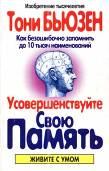 Изобретение тысячелетия
ТОНИ БЬЮЗЕН
Как безошибочно запомнить
до 10 тысяч наименований
Усовершенствуйте
Свою
Память
ЖИВИТЕ С УМОМ